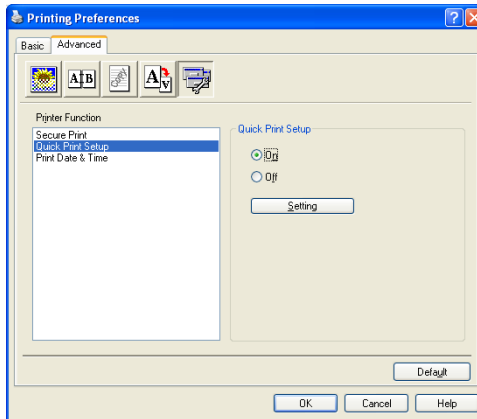 Printing Preferences
Basic
Advanced
A B
A
V
Printer Function
Secure Print
Quick Print Setup
Print Date & Time
Quick Print Setup
On
Off
Setting
Default
OK
Cancel
Help